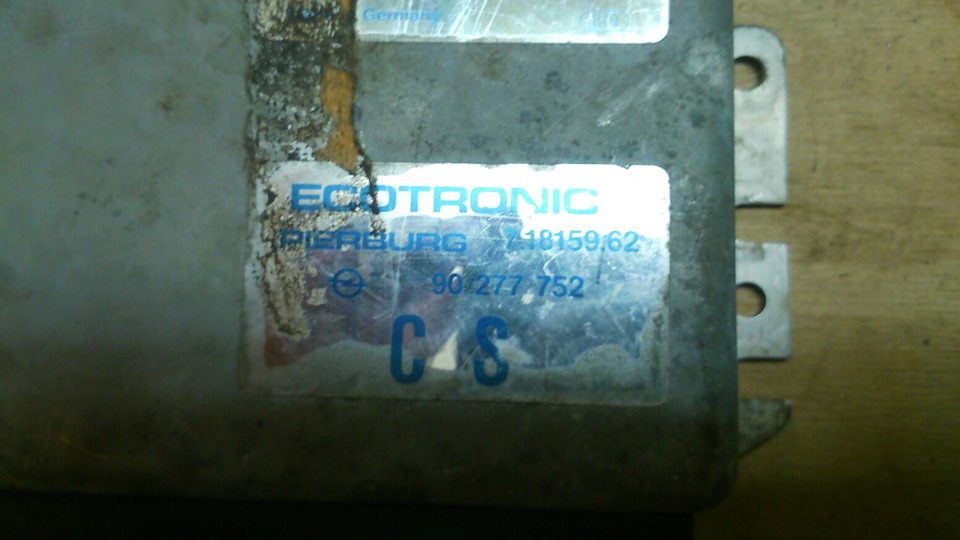 Germany
ECOTRONIC
PIERBURG 7.18159.62
90 277 752
C S